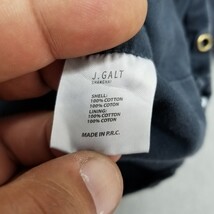 J.GALT
SHELL:
100% COTTON
100% COTTON
LINING:
100% COTTON
100% COTTON
MADE IN P.R.C.